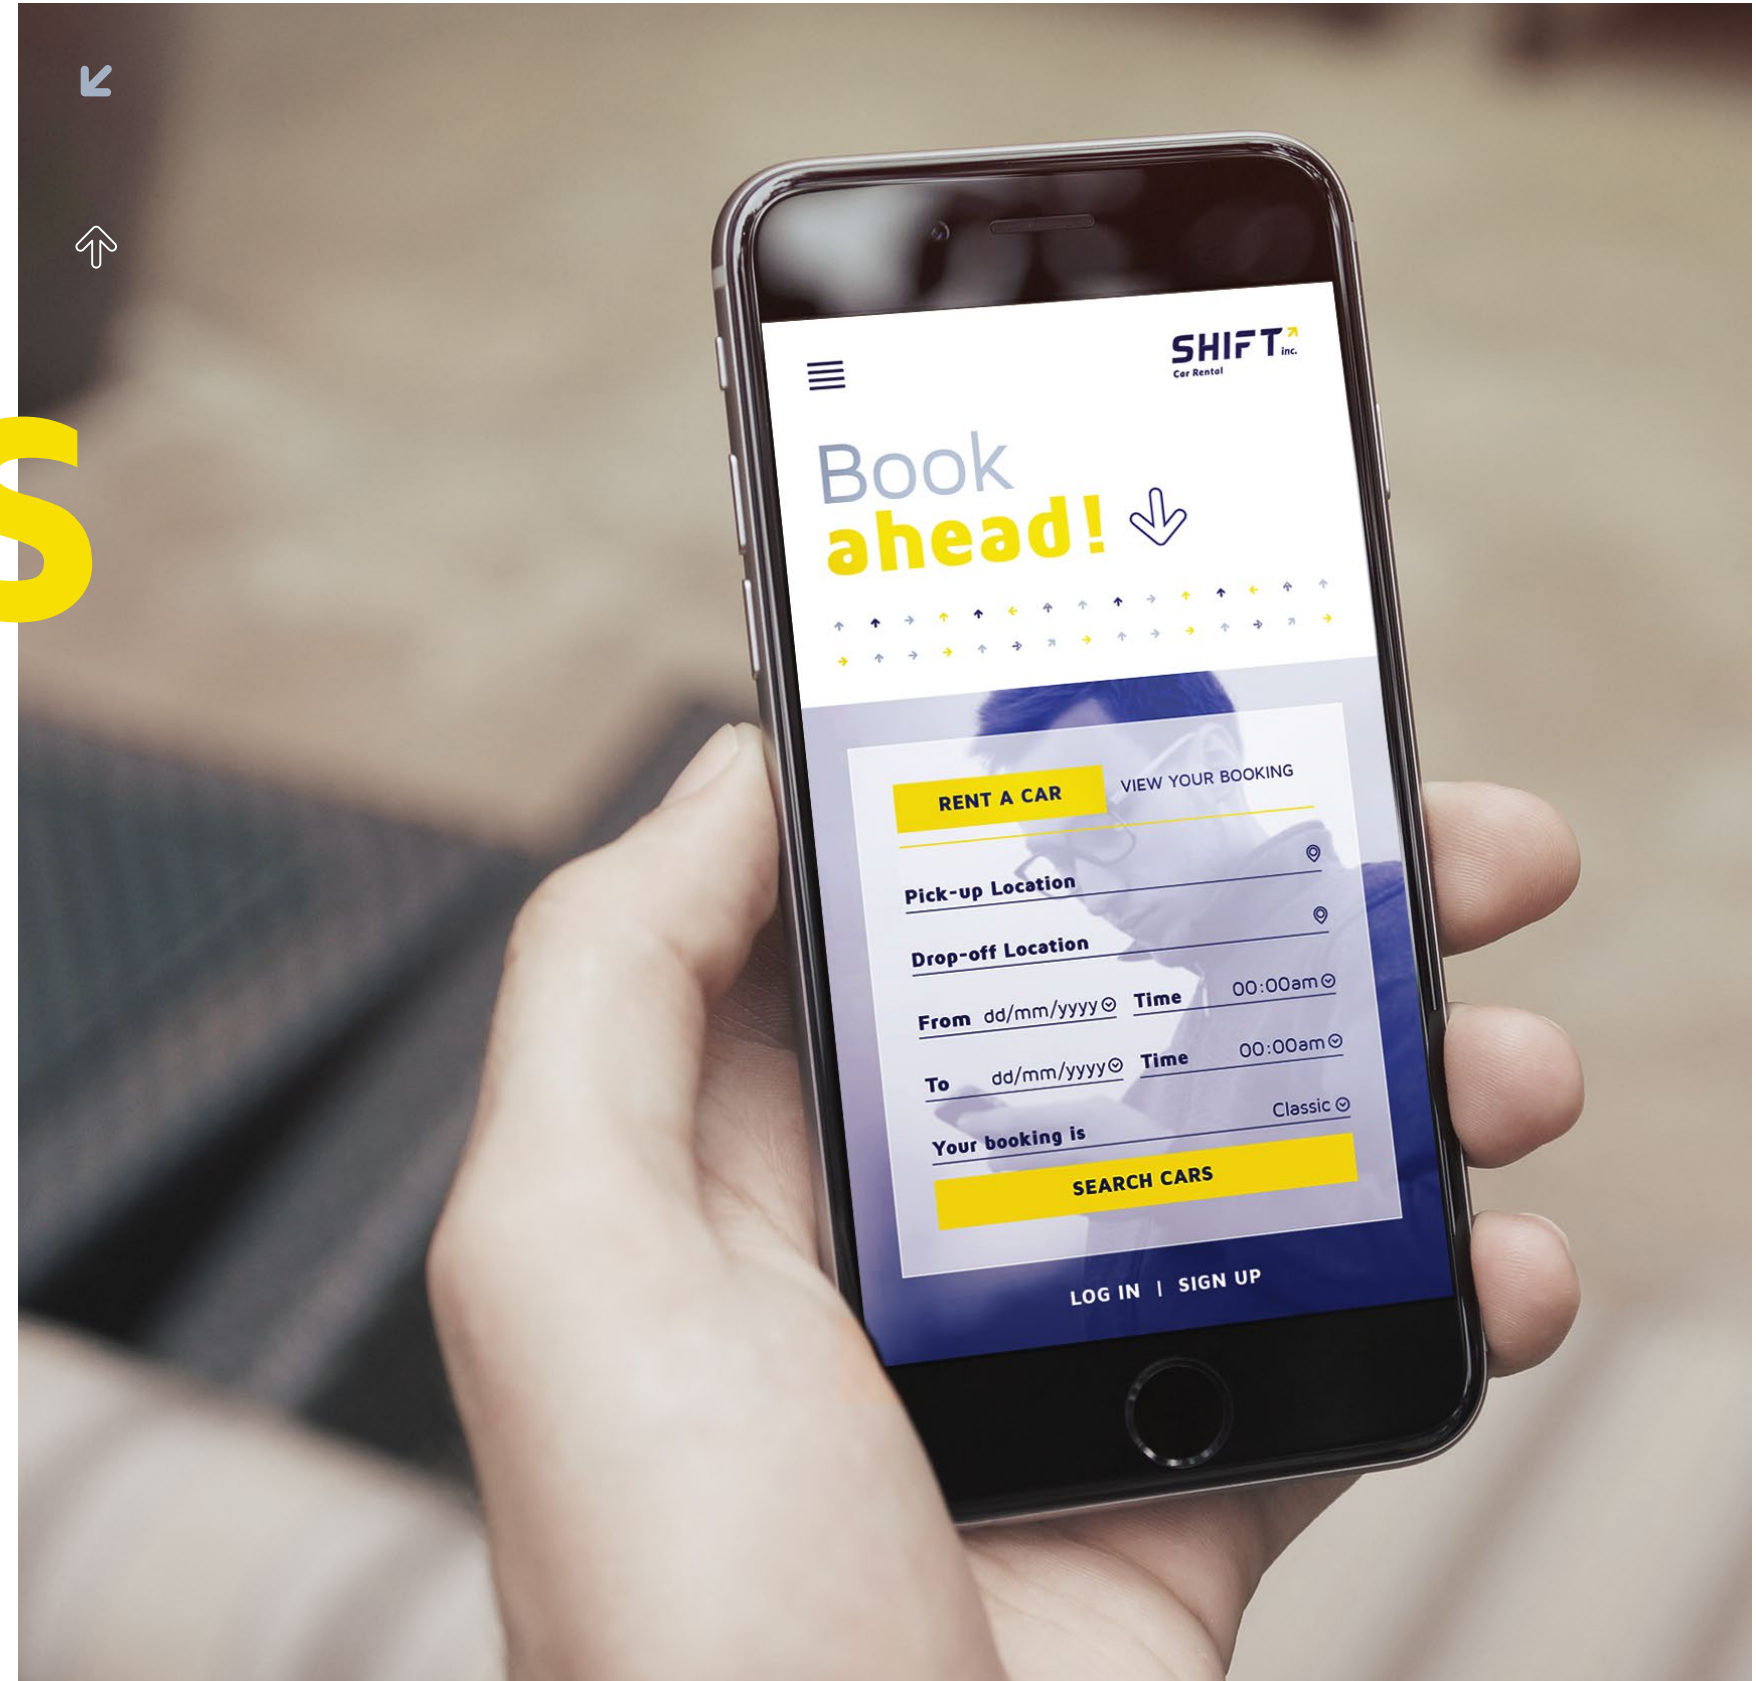 S
SHIFT
inc.
Car Rental
Book
ahead!
RENT A CAR
VIEW YOUR BOOKING
Pick-up Location
Drop-off Location
From dd/mm/yyyy Time 00:00am
To dd/mm/yyyy Time 00:00am
Your booking is Classic
SEARCH CARS
LOG IN | SIGN UP